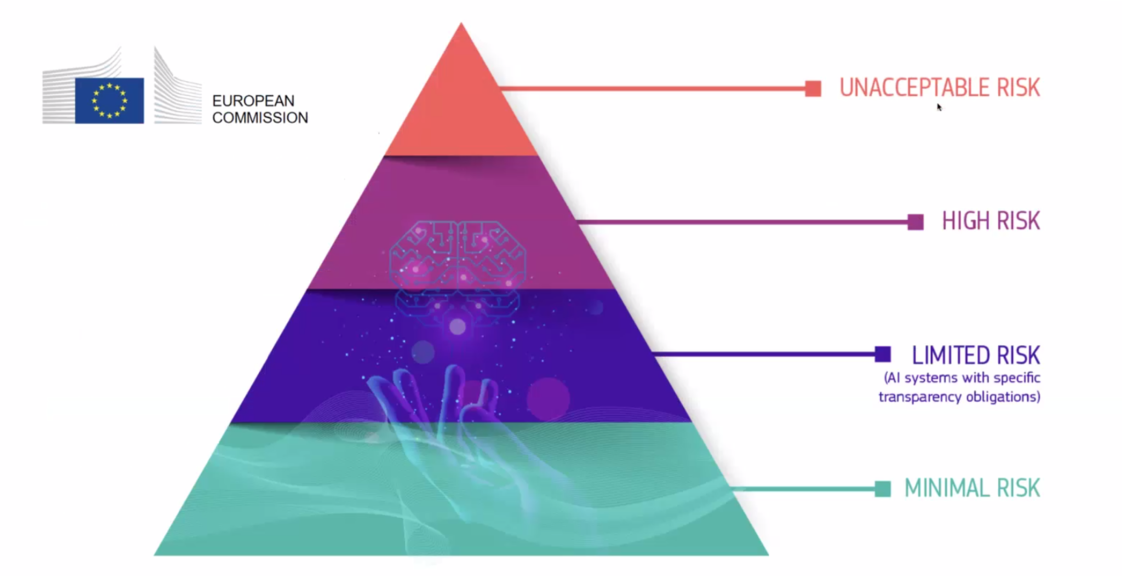 EUROPEAN
COMMISSION
UNACCEPTABLE RISK
HIGH RISK
LIMITED RISK
(AI systems with specific
transparency obligations)
MINIMAL RISK